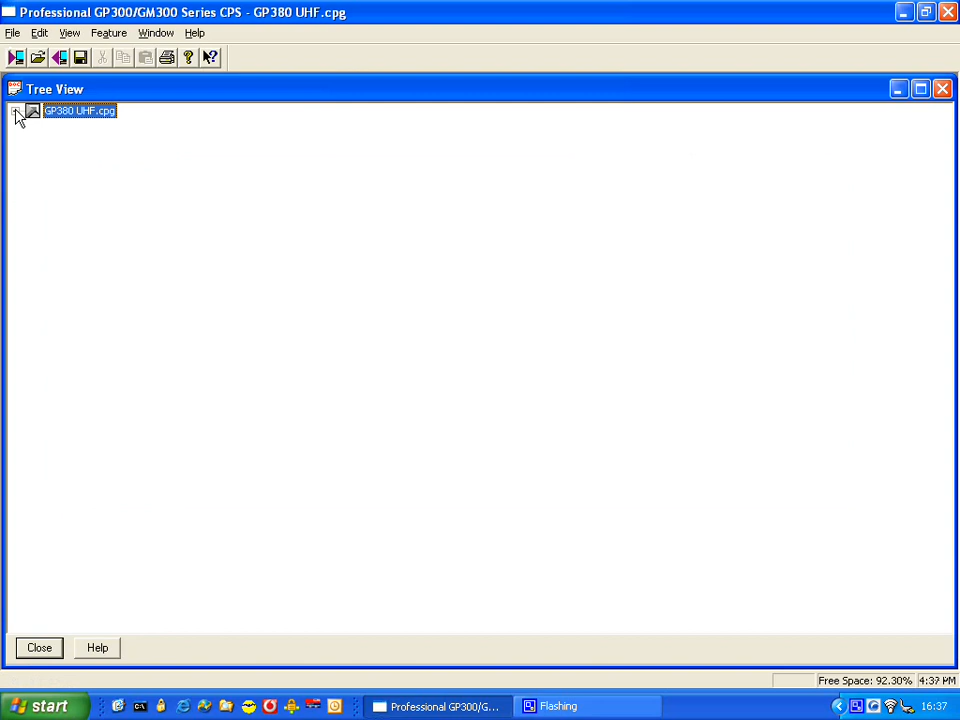 Professional GP300/GM300 Series CPS - GP380 UHF.cpg
File Edit View Feature Window Help
Tree View
GP380 UHF.cpg
Close Help
Free Space: 92.30% 4:37 PM
start Professional GP300/G... Flashing 16:37